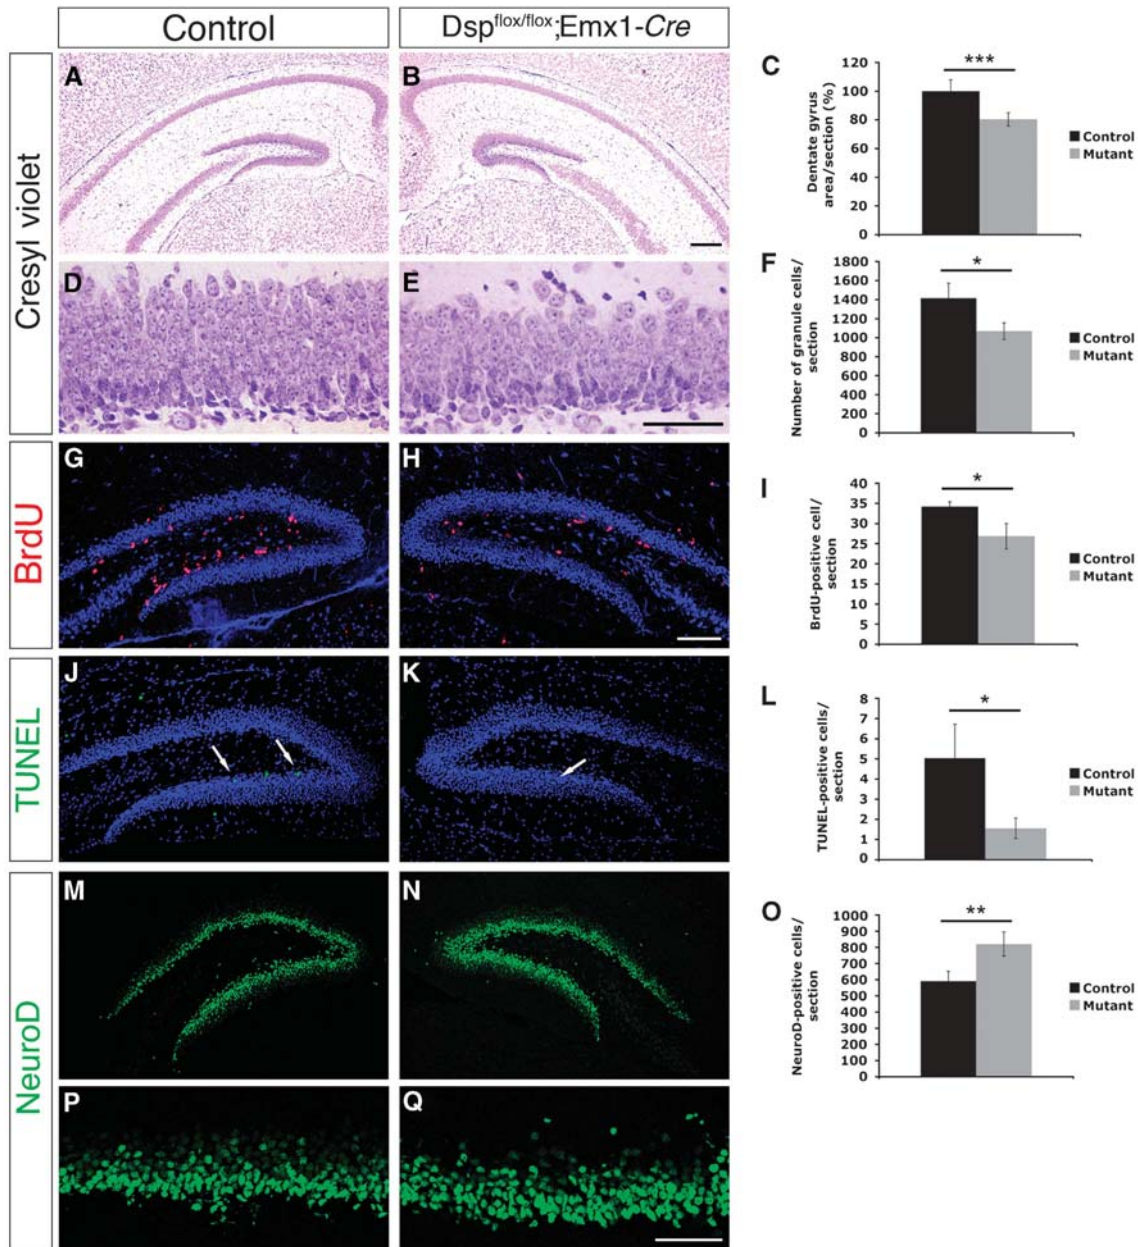 Control
Dspflox/flox;Emx1-Cre
Cresyl violet
A
B
C
Dentate gyrus
area/section (%)
120
100
80
60
40
20
0
***
Control
Mutant
D
E
F
Number of granule cells/
section
1800
1600
1400
1200
1000
800
600
400
200
0
*
Control
Mutant
BrdU
G
H
I
BrdU-positive cell/
section
40
35
30
25
20
15
10
5
0
*
Control
Mutant
TUNEL
J
K
L
TUNEL-positive cells/
section
8
7
6
5
4
3
2
1
0
*
Control
Mutant
NeuroD
M
N
O
NeuroD-positive cells/
section
1000
900
800
700
600
500
400
300
200
100
0
**
Control
Mutant
P
Q